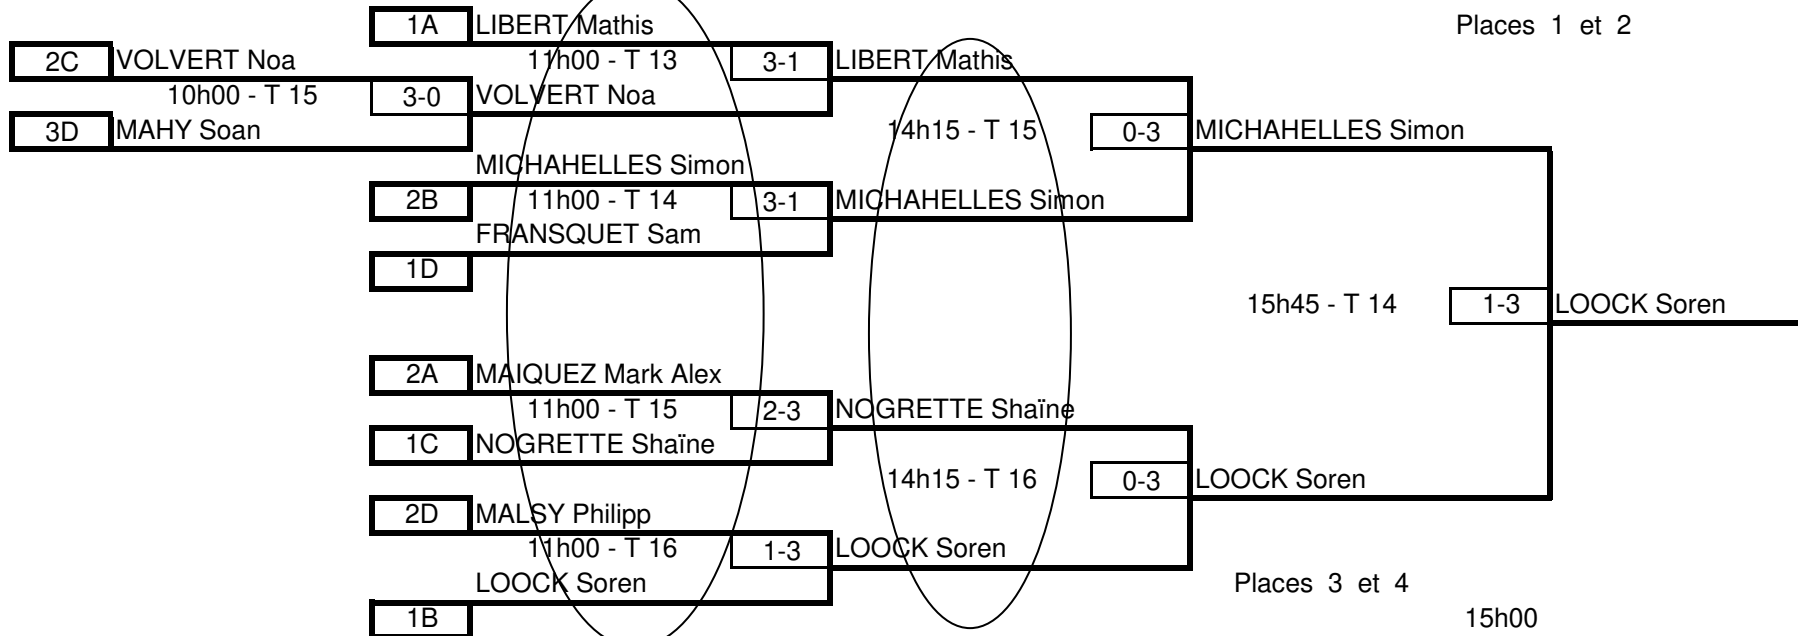 1A LIBERT Mathis Places 1 et 2
2C VOLVERT Noa 11h00 - T 13 3-1 LIBERT Mathis
10h00 - T 15 3-0 VOLVERT Noa
3D MAHY Soan 14h15 - T 15 0-3 MICHAHELLES Simon
MICHAHELLES Simon
2B 11h00 - T 14 3-1 MICHAHELLES Simon
FRANSQUET Sam
1D
15h45 - T 14 1-3 LOOCK Soren
2A MAIQUEZ Mark Alex
11h00 - T 15 2-3 NOGRETTE Shaïne
1C NOGRETTE Shaïne
14h15 - T 16 0-3 LOOCK Soren
2D MALSY Philipp
11h00 - T 16 1-3 LOOCK Soren
LOOCK Soren Places 3 et 4
1B 15h00